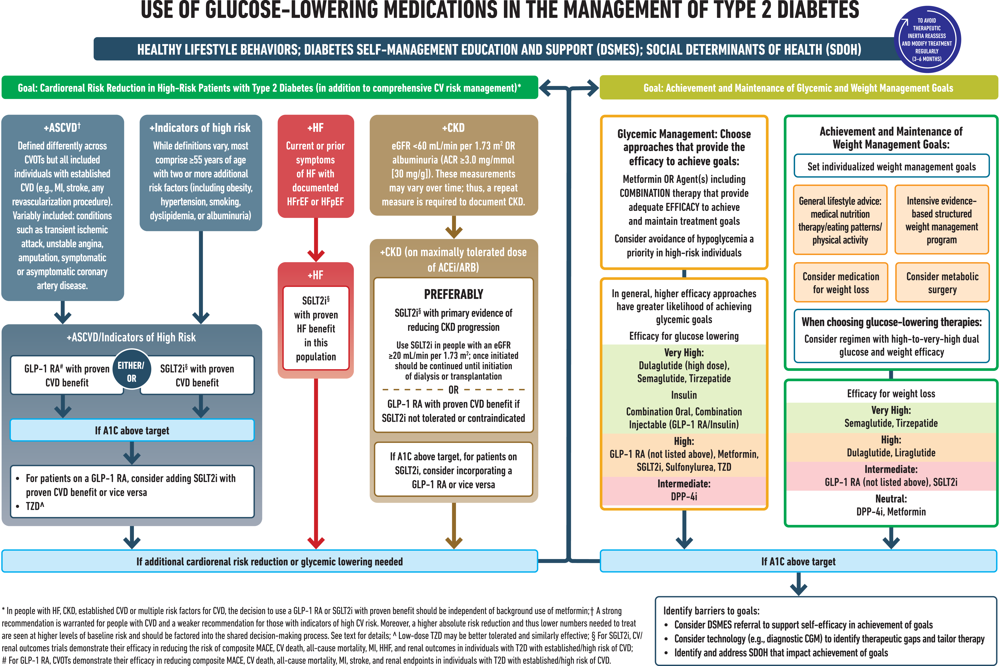 USE OF GLUCOSE-LOWERING MEDICATIONS IN THE MANAGEMENT OF TYPE 2 DIABETES
TO AVOID
THERAPEUTIC
INERTIA REASSESS
AND MODIFY TREATMENT
REGULARLY
(3–6 MONTHS)
HEALTHY LIFESTYLE BEHAVIORS; DIABETES SELF-MANAGEMENT EDUCATION AND SUPPORT (DSMES); SOCIAL DETERMINANTS OF HEALTH (SDOH)
Goal: Cardiorenal Risk Reduction in High-Risk Patients with Type 2 Diabetes (in addition to comprehensive CV risk management)*
+ASCVD†
Defined differently across
CVOTs but all included
individuals with established
CVD (e.g., MI, stroke, any
revascularization procedure).
Variably included: conditions
such as transient ischemic
attack, unstable angina,
amputation, symptomatic
or asymptomatic coronary
artery disease.
+Indicators of high risk
While definitions vary, most
comprise ≥55 years of age
with two or more additional
risk factors (including obesity,
hypertension, smoking,
dyslipidemia, or albuminuria)
+ASCVD/Indicators of High Risk
GLP-1 RA# with proven
CVD benefit
EITHER/
OR
SGLT2i§ with proven
CVD benefit
If A1C above target
• For patients on a GLP-1 RA, consider adding SGLT2i with
proven CVD benefit or vice versa
• TZD^
+HF
Current or prior
symptoms
of HF with
documented
HFrEF or HFpEF
+HF
SGLT2i§
with proven
HF benefit
in this
population
+CKD
eGFR <60 mL/min per 1.73 m² OR
albuminuria (ACR ≥3.0 mg/mmol
[30 mg/g]). These measurements
may vary over time; thus, a repeat
measure is required to document CKD.
+CKD (on maximally tolerated dose
of ACEi/ARB)
PREFERABLY
SGLT2i§ with primary evidence of
reducing CKD progression
Use SGLT2i in people with an eGFR
≥20 mL/min per 1.73 m²; once initiated
should be continued until initiation
of dialysis or transplantation
OR
GLP-1 RA with proven CVD benefit if
SGLT2i not tolerated or contraindicated
If A1C above target, for patients on
SGLT2i, consider incorporating a
GLP-1 RA or vice versa
If additional cardiorenal risk reduction or glycemic lowering needed
Goal: Achievement and Maintenance of Glycemic and Weight Management Goals
Glycemic Management: Choose
approaches that provide the
efficacy to achieve goals:
Metformin OR Agent(s) including
COMBINATION therapy that provide
adequate EFFICACY to achieve
and maintain treatment goals
Consider avoidance of hypoglycemia a
priority in high-risk individuals
In general, higher efficacy approaches
have greater likelihood of achieving
glycemic goals
Efficacy for glucose lowering
Very High:
Dulaglutide (high dose),
Semaglutide, Tirzepatide
Insulin
Combination Oral, Combination
Injectable (GLP-1 RA/Insulin)
High:
GLP-1 RA (not listed above), Metformin,
SGLT2i, Sulfonylurea, TZD
Intermediate:
DPP-4i
Achievement and Maintenance of
Weight Management Goals:
Set individualized weight management goals
General lifestyle advice:
medical nutrition
therapy/eating patterns/
physical activity
Intensive evidence-
based structured
weight management
program
Consider medication
for weight loss
Consider metabolic
surgery
When choosing glucose-lowering therapies:
Consider regimen with high-to-very-high dual
glucose and weight efficacy
Efficacy for weight loss
Very High:
Semaglutide, Tirzepatide
High:
Dulaglutide, Liraglutide
Intermediate:
GLP-1 RA (not listed above), SGLT2i
Neutral:
DPP-4i, Metformin
If A1C above target
Identify barriers to goals:
• Consider DSMES referral to support self-efficacy in achievement of goals
• Consider technology (e.g., diagnostic CGM) to identify therapeutic gaps and tailor therapy
• Identify and address SDOH that impact achievement of goals
* In people with HF, CKD, established CVD or multiple risk factors for CVD, the decision to use a GLP-1 RA or SGLT2i with proven benefit should be independent of background use of metformin;† A strong
recommendation is warranted for people with CVD and a weaker recommendation for those with indicators of high CV risk. Moreover, a higher absolute risk reduction and thus lower numbers needed to treat
are seen at higher levels of baseline risk and should be factored into the shared decision-making process. See text for details; ^ Low-dose TZD may be better tolerated and similarly effective; § For SGLT2i, CV/
renal outcomes trials demonstrate their efficacy in reducing the risk of composite MACE, CV death, all-cause mortality, MI, HHF, and renal outcomes in individuals with T2D with established/high risk of CVD;
# For GLP-1 RA, CVOTs demonstrate their efficacy in reducing composite MACE, CV death, all-cause mortality, MI, stroke, and renal endpoints in individuals with T2D with established/high risk of CVD.